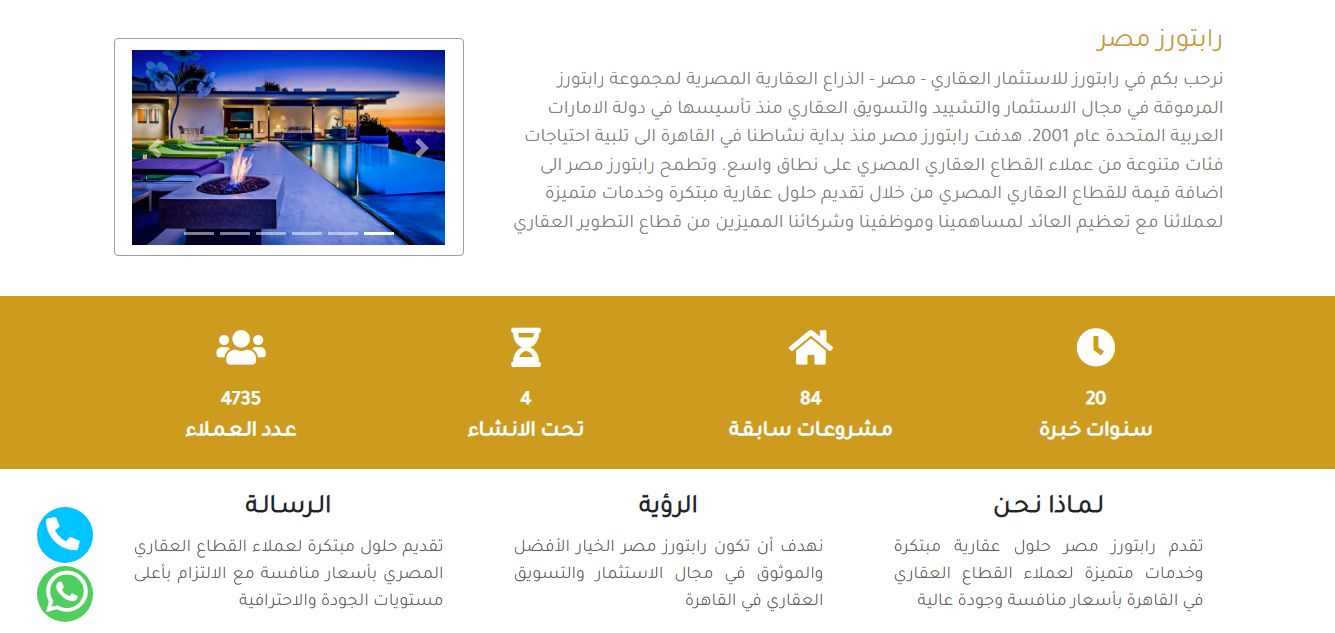 رابتورز مصر
نرحب بكم في رابتورز للاستثمار العقاري - مصر - الذراع العقارية المصرية لمجموعة رابتورز
المرموقة في مجال الاستثمار والتشييد والتسويق العقاري منذ تأسيسها في دولة الامارات
العربية المتحدة عام 2001. هدفت رابتورز مصر منذ بداية نشاطنا في القاهرة الى تلبية احتياجات
فئات متنوعة من عملاء القطاع العقاري المصري على نطاق واسع. وتطمح رابتورز مصر الى
اضافة قيمة للقطاع العقاري المصري من خلال تقديم حلول عقارية مبتكرة وخدمات متميزة
لعملائنا مع تعظيم العائد لمساهمينا وموظفينا وشركائنا المميزين من قطاع التطوير العقاري
20
سنوات خبرة
84
مشروعات سابقة
4
تحت الانشاء
4735
عدد العملاء
لماذا نحن
تقدم رابتورز مصر حلول عقارية مبتكرة
وخدمات متميزة لعملاء القطاع العقاري
في القاهرة بأسعار منافسة وجودة عالية
الرؤية
نهدف أن تكون رابتورز مصر الخيار الأفضل
والموثوق في مجال الاستثمار والتسويق
العقاري في القاهرة
الرسالة
تقديم حلول مبتكرة لعملاء القطاع العقاري
المصري بأسعار منافسة مع الالتزام بأعلى
مستويات الجودة والاحترافية